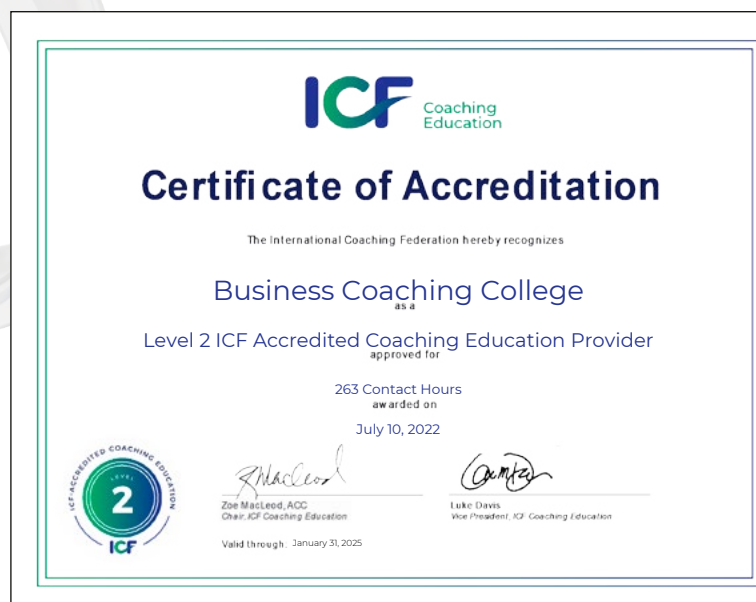 ICF Coaching
Education
Certificate of Accreditation
The International Coaching Federation hereby recognizes
Business Coaching College
as a
Level 2 ICF Accredited Coaching Education Provider
approved for
263 Contact Hours
awarded on
July 10, 2022
ICF-ACCREDITED COACHING EDUCATION
LEVEL
2
ICF
Zoe MacLeod, ACC
Chair, ICF Coaching Education
Valid through: January 31, 2025
Luke Davis
Vice President, ICF Coaching Education